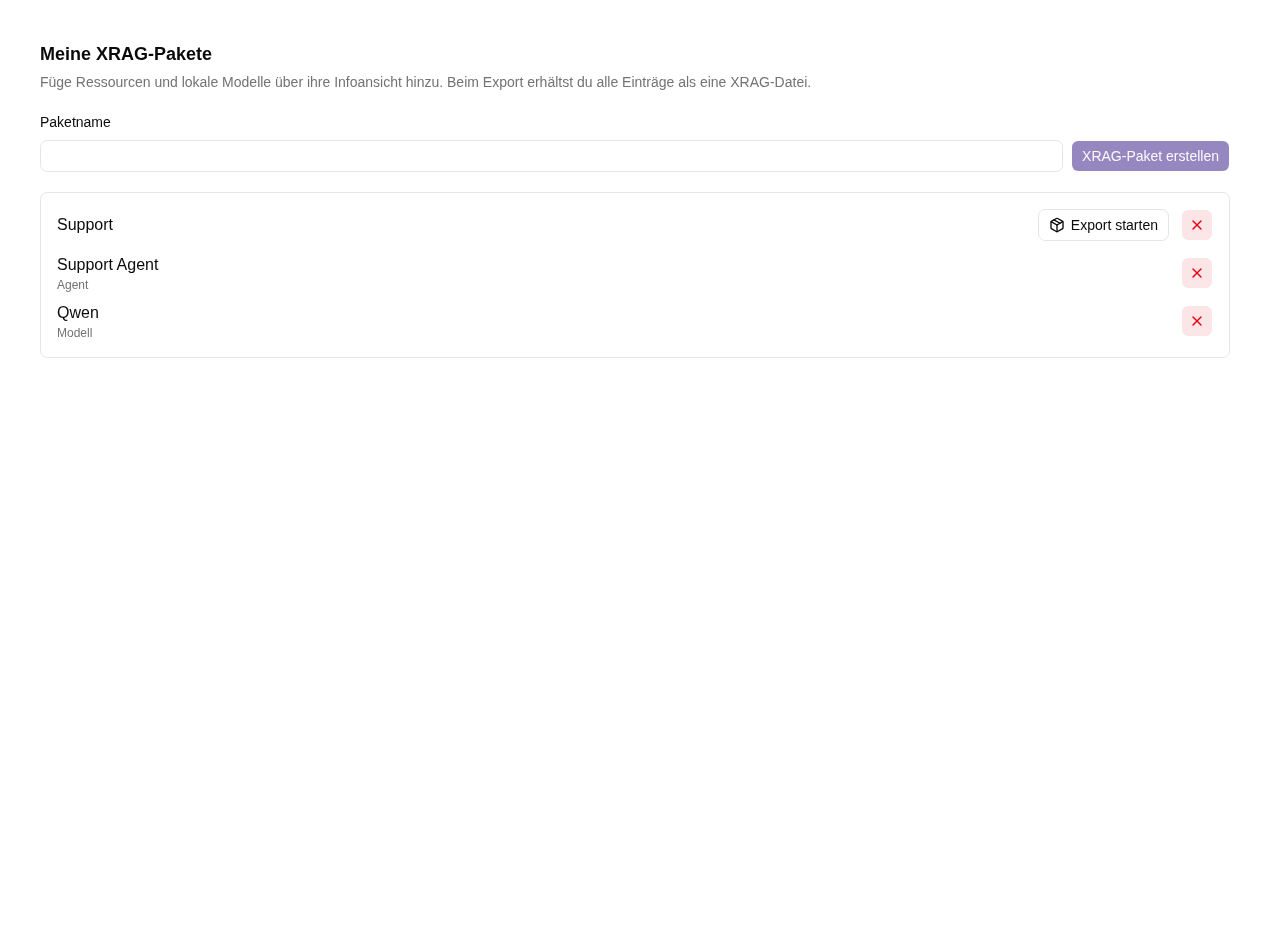 Meine XRAG-Pakete
Füge Ressourcen und lokale Modelle über ihre Infoansicht hinzu. Beim Export erhältst du alle Einträge als eine XRAG-Datei.
Paketname
XRAG-Paket erstellen
Support
Export starten
Support Agent
Agent
Qwen
Modell